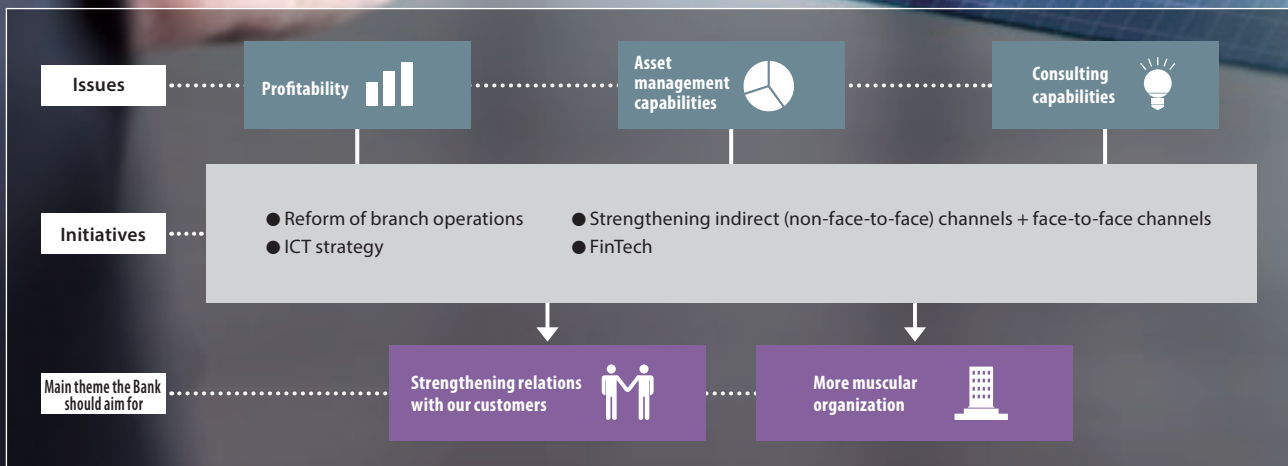 Issues
Profitability
Asset
management
capabilities
Consulting
capabilities
Initiatives
● Reform of branch operations
● ICT strategy
● Strengthening indirect (non-face-to-face) channels + face-to-face channels
● FinTech
Main theme the Bank
should aim for
Strengthening relations
with our customers
More muscular
organization